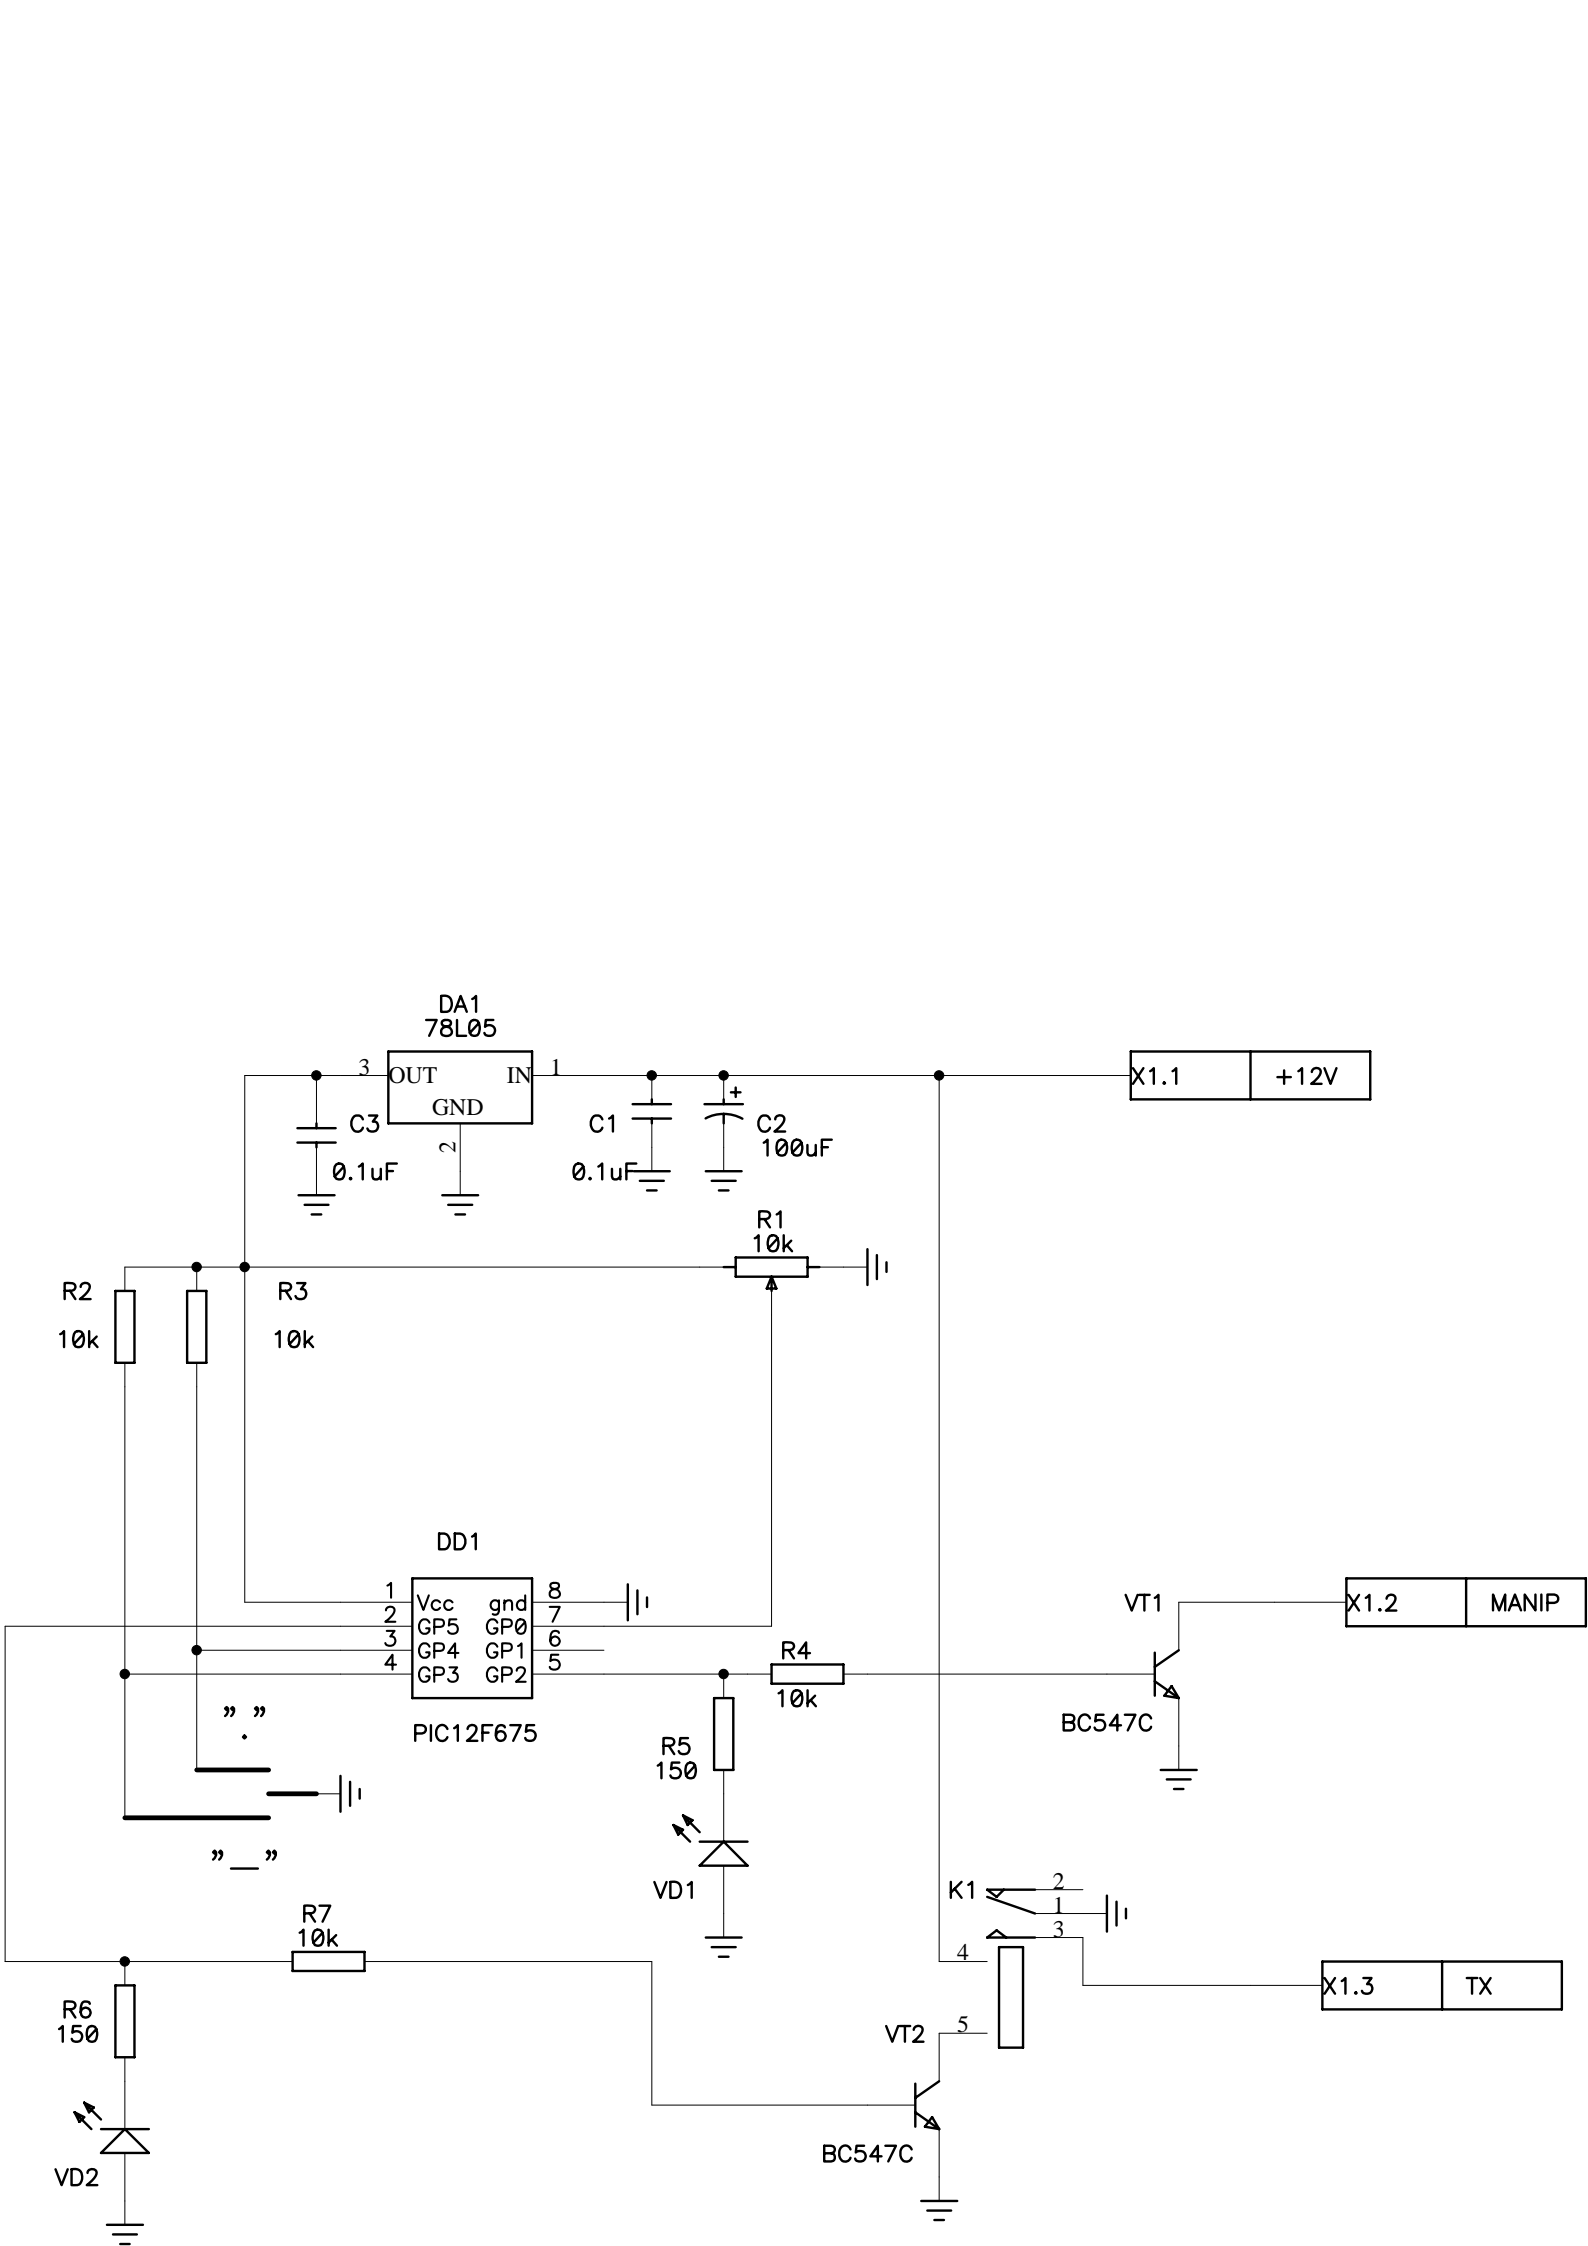 DA1
78L05
3
OUT
IN
1
GND
2
X1.1
+12V
C3
0.1uF
C1
0.1uF
+
C2
100uF
R1
10k
R2
10k
R3
10k
DD1
1
Vcc
gnd
8
2
GP5
GP0
7
3
GP4
GP1
6
4
GP3
GP2
5
PIC12F675
R4
10k
VT1
BC547C
X1.2
MANIP
"."
R5
150
VD1
"__"
R7
10k
K1
2
1
3
4
5
X1.3
TX
R6
150
VT2
BC547C
VD2